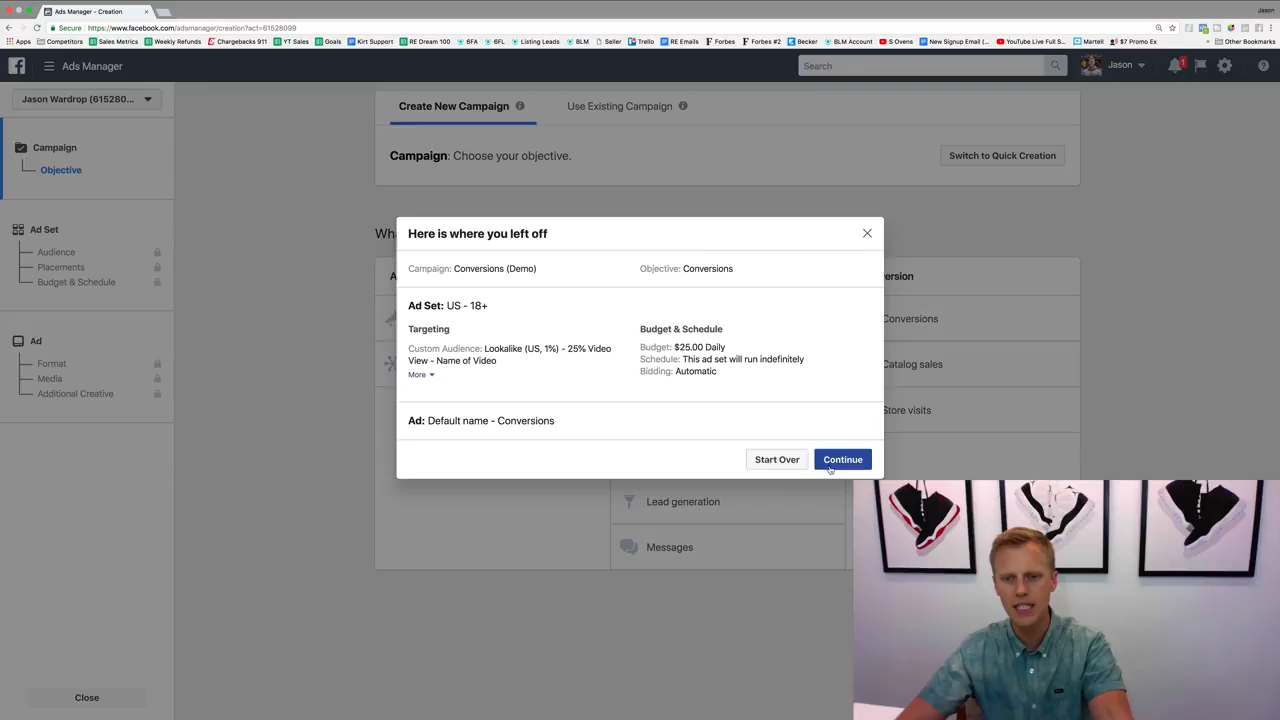 Ads Manager - Creation
Jason
Secure
https://www.facebook.com/adsmanager/creation?act=61528099
Apps
Competitors
Sales Metrics
Weekly Refunds
Chargebacks 911
YT Sales
Goals
Kirt Support
RE Dream 100
6FA
6FL
Listing Leads
BLM
Seller
Trello
RE Emails
Forbes
Forbes #2
Becker
BLM Account
S Ovens
New Signup Email (...
YouTube Live Full S...
Martell
$7 Promo Ex
Other Bookmarks
Ads Manager
Search
Jason
1
Jason Wardrop (615280...
Create New Campaign
Use Existing Campaign
Campaign: Choose your objective.
Switch to Quick Creation
Campaign
Objective
Ad Set
Audience
Placements
Budget & Schedule
Ad
Format
Media
Additional Creative
Close
Here is where you left off
Campaign: Conversions (Demo)
Objective: Conversions
Ad Set: US - 18+
Targeting
Custom Audience: Lookalike (US, 1%) - 25% Video
View - Name of Video
More
Budget & Schedule
Budget: $25.00 Daily
Schedule: This ad set will run indefinitely
Bidding: Automatic
Ad: Default name - Conversions
Start Over
Continue
Conversions
Catalog sales
Store visits
Lead generation
Messages